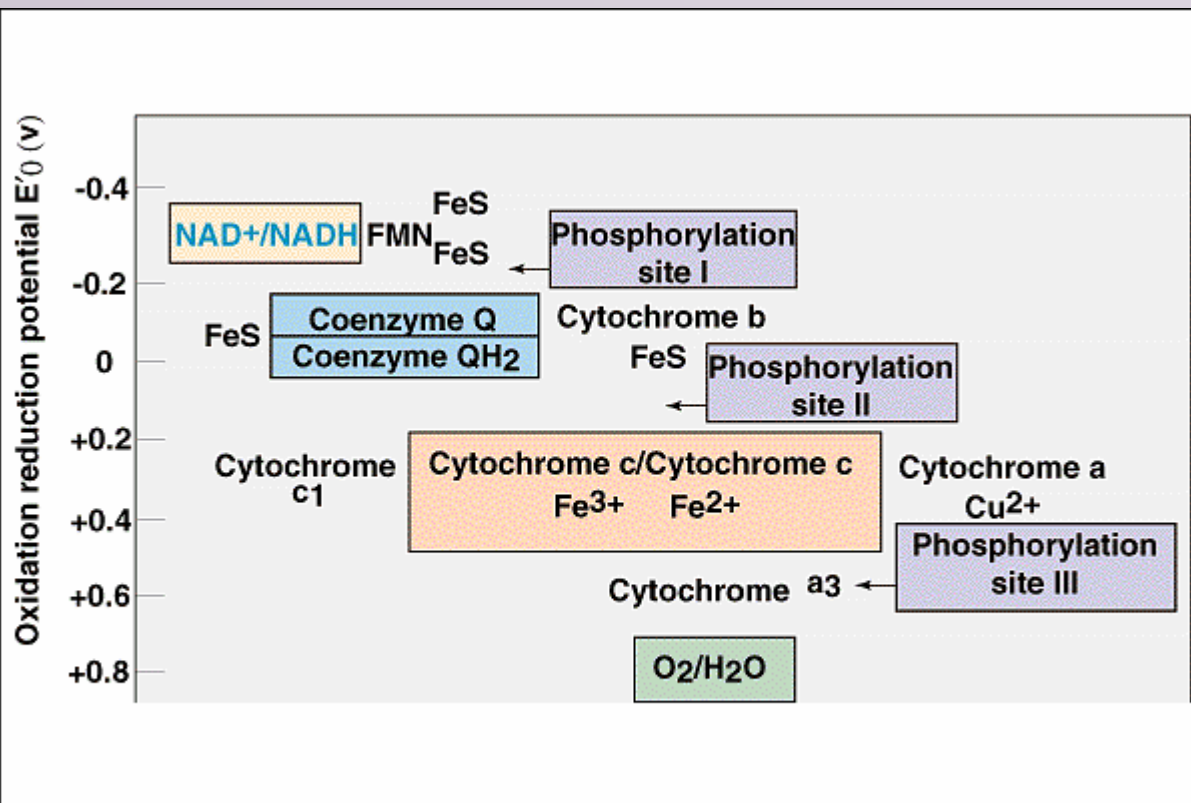 Oxidation reduction potential E′0 (v)
-0.4
-0.2
0
+0.2
+0.4
+0.6
+0.8
FeS
NAD+/NADH FMN
FeS
Phosphorylation
site I
FeS
Coenzyme Q
Coenzyme QH2
Cytochrome b
FeS
Phosphorylation
site II
Cytochrome
c1
Cytochrome c/Cytochrome c
Fe3+ Fe2+
Cytochrome a
Cu2+
Phosphorylation
site III
Cytochrome a3
O2/H2O